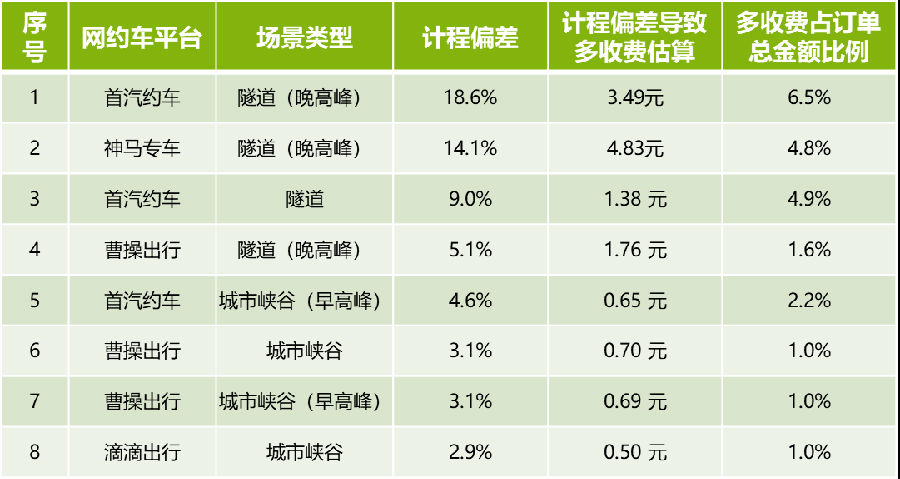 序号 网约车平台 场景类型 计程偏差 计程偏差导致多收费估算 多收费占订单总金额比例
1 首汽约车 隧道（晚高峰） 18.6% 3.49元 6.5%
2 神马专车 隧道（晚高峰） 14.1% 4.83元 4.8%
3 首汽约车 隧道 9.0% 1.38 元 4.9%
4 曹操出行 隧道（晚高峰） 5.1% 1.76 元 1.6%
5 首汽约车 城市峡谷（早高峰） 4.6% 0.65 元 2.2%
6 曹操出行 城市峡谷 3.1% 0.70 元 1.0%
7 曹操出行 城市峡谷（早高峰） 3.1% 0.69 元 1.0%
8 滴滴出行 城市峡谷 2.9% 0.50 元 1.0%